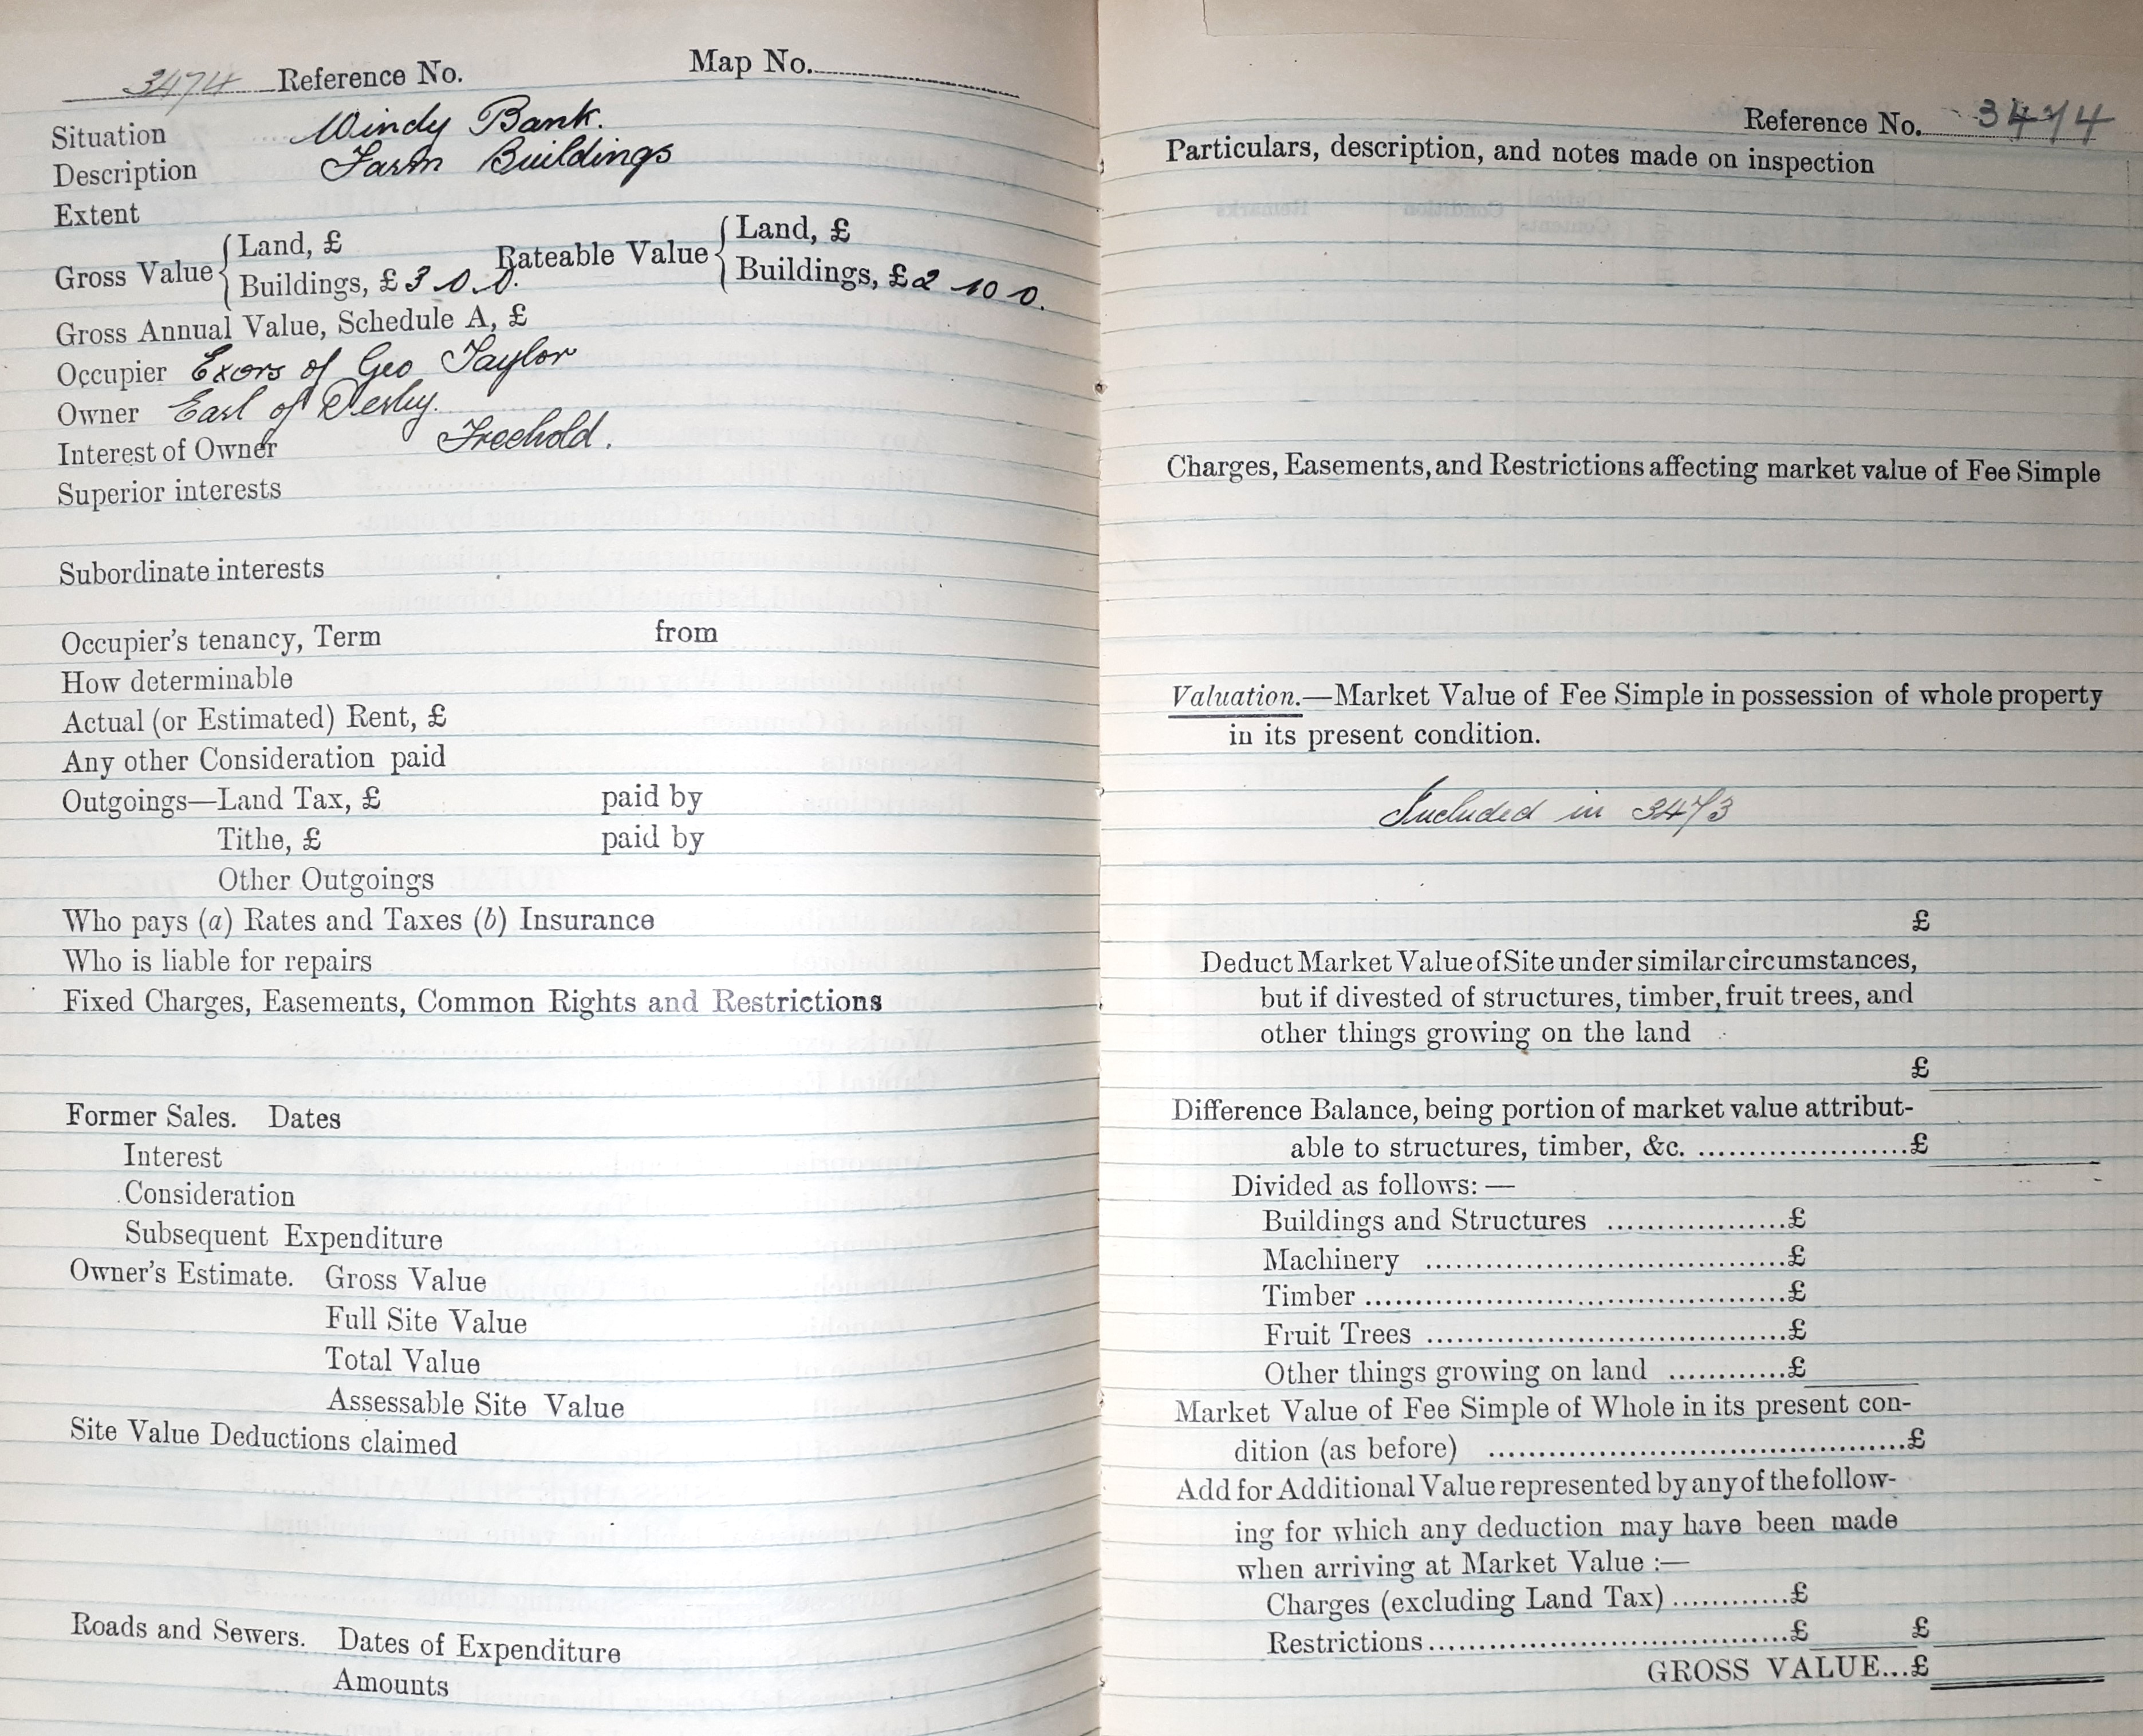 3474 Reference No. Map No.
Situation Windy Bank.
Description Farm Buildings
Extent
Gross Value { Land, £ Rateable Value { Land, £
Buildings, £ 3 0 0. Buildings, £ 2 10 0.
Gross Annual Value, Schedule A, £
Occupier Exors of Geo Taylor
Owner Earl of Derby.
Interest of Owner Freehold.
Superior interests
Subordinate interests
Occupier's tenancy, Term from
How determinable
Actual (or Estimated) Rent, £
Any other Consideration paid
Outgoings—Land Tax, £ paid by
Tithe, £ paid by
Other Outgoings
Who pays (a) Rates and Taxes (b) Insurance
Who is liable for repairs
Fixed Charges, Easements, Common Rights and Restrictions
Former Sales. Dates
Interest
Consideration
Subsequent Expenditure
Owner's Estimate. Gross Value
Full Site Value
Total Value
Assessable Site Value
Site Value Deductions claimed
Roads and Sewers. Dates of Expenditure
Amounts
Reference No. 3474
Particulars, description, and notes made on inspection
Charges, Easements, and Restrictions affecting market value of Fee Simple
Valuation.—Market Value of Fee Simple in possession of whole property
in its present condition.
Included in 3473
£
Deduct Market Value of Site under similar circumstances,
but if divested of structures, timber, fruit trees, and
other things growing on the land
£
Difference Balance, being portion of market value attribut-
able to structures, timber, &c. ......................£
Divided as follows:—
Buildings and Structures ...................£
Machinery .....................................£
Timber ...........................................£
Fruit Trees .....................................£
Other things growing on land ............£
Market Value of Fee Simple of Whole in its present con-
dition (as before) ...........................................£
Add for Additional Value represented by any of the follow-
ing for which any deduction may have been made
when arriving at Market Value :—
Charges (excluding Land Tax) ............£
Restrictions .....................................£ £
GROSS VALUE...£